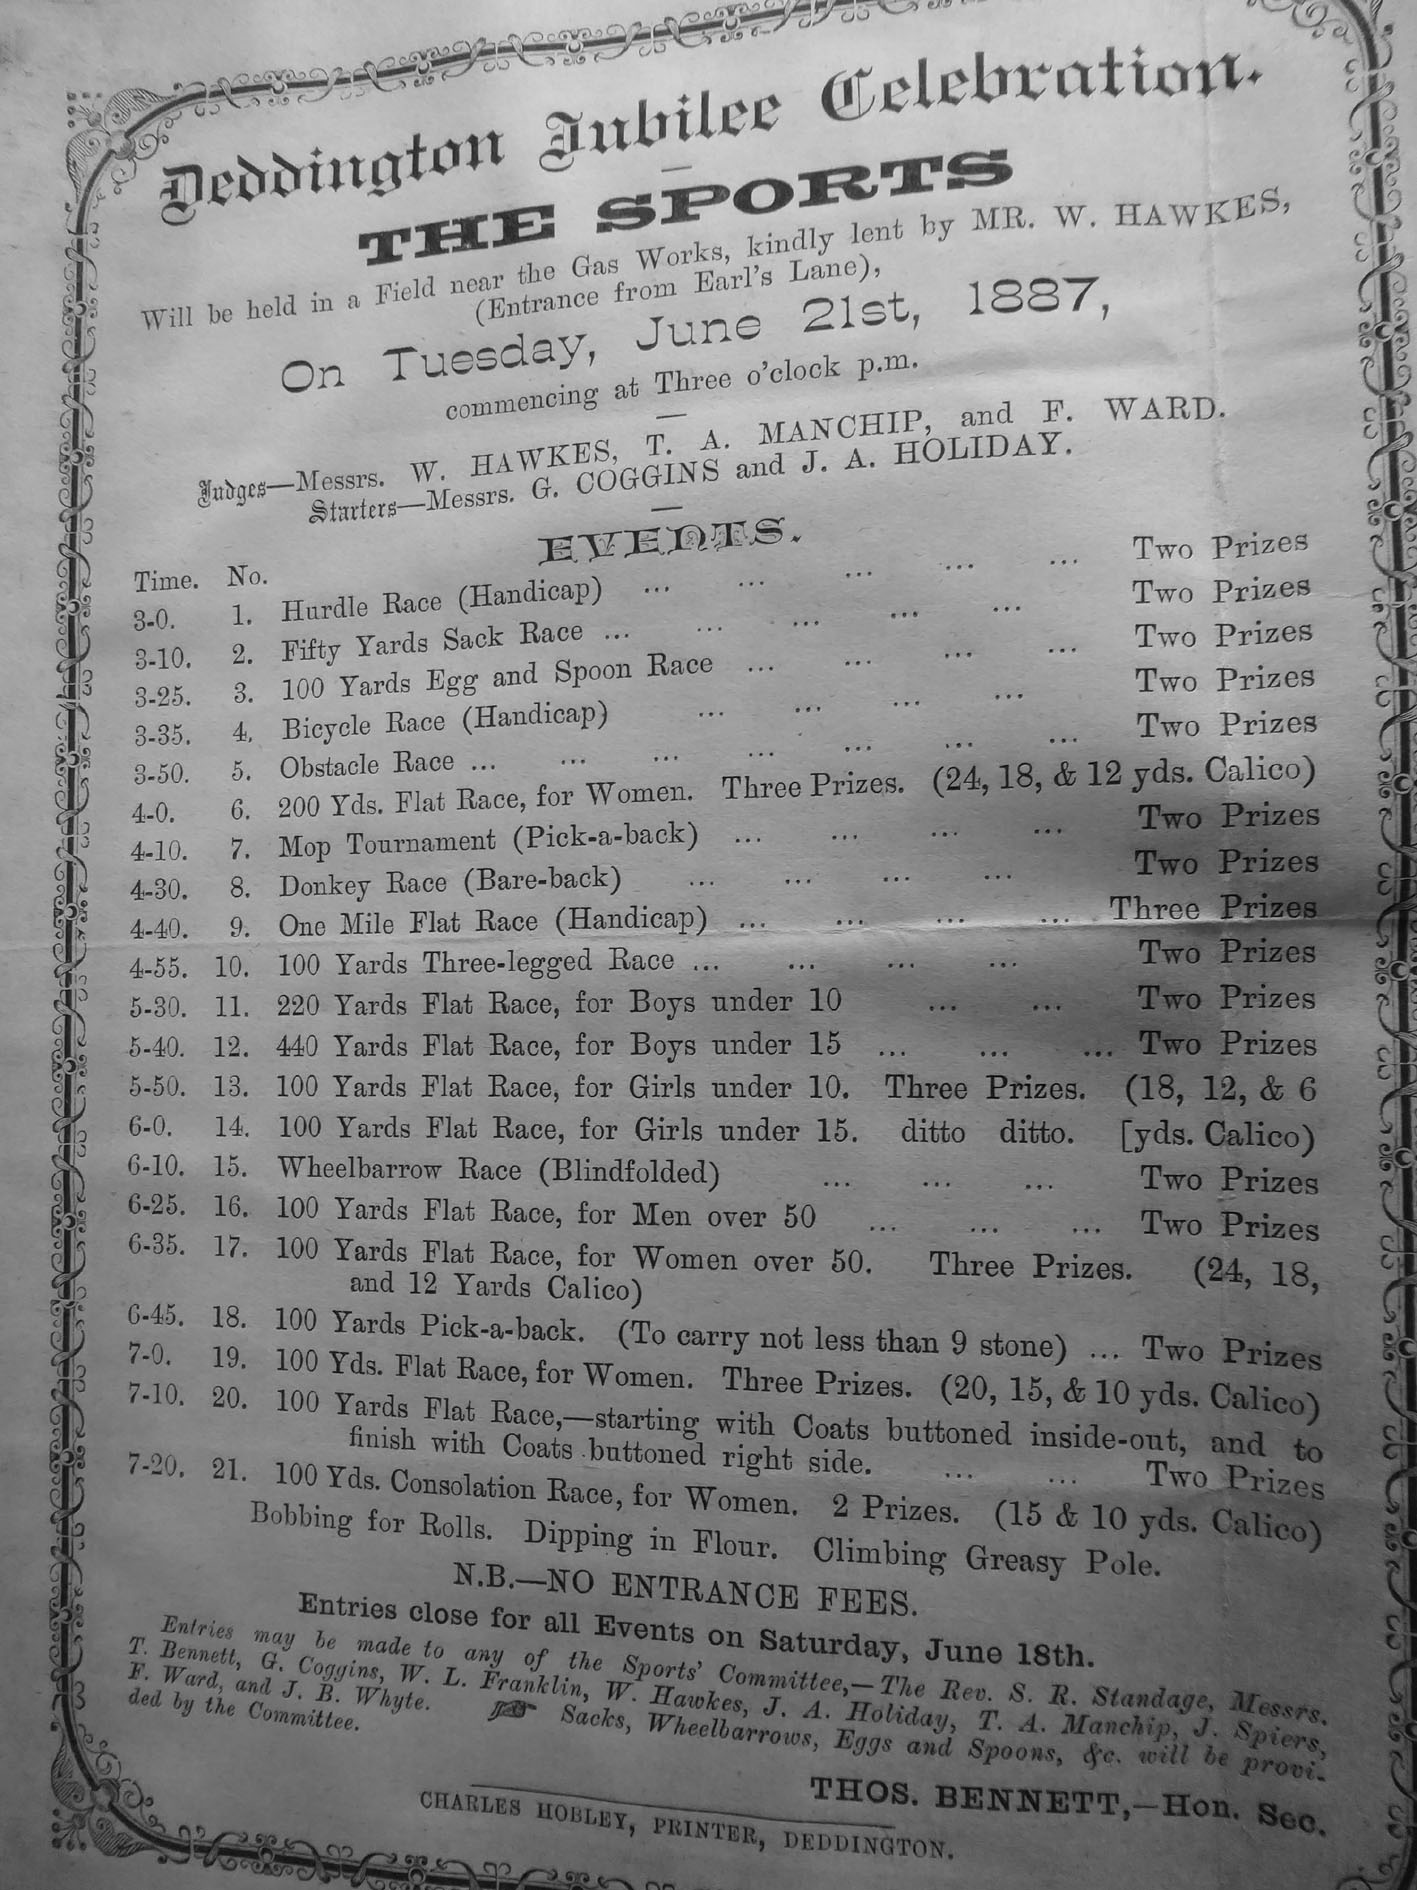 Deddington Jubilee Celebration.
THE SPORTS
Will be held in a Field near the Gas Works, kindly lent by MR. W. HAWKES,
(Entrance from Earl's Lane),
On Tuesday, June 21st, 1887,
commencing at Three o'clock p.m.
Judges—Messrs. W. HAWKES, T. A. MANCHIP, and F. WARD.
Starters—Messrs. G. COGGINS and J. A. HOLIDAY.
EVENTS.
Time. No.
3-0. 1. Hurdle Race (Handicap) ... ... ... ... ... Two Prizes
3-10. 2. Fifty Yards Sack Race ... ... ... ... ... Two Prizes
3-25. 3. 100 Yards Egg and Spoon Race ... ... ... ... Two Prizes
3-35. 4. Bicycle Race (Handicap) ... ... ... ... Two Prizes
3-50. 5. Obstacle Race ... ... ... ... ... ... ... Two Prizes
4-0. 6. 200 Yds. Flat Race, for Women. Three Prizes. (24, 18, & 12 yds. Calico)
4-10. 7. Mop Tournament (Pick-a-back) ... ... ... ... Two Prizes
4-30. 8. Donkey Race (Bare-back) ... ... ... ... Two Prizes
4-40. 9. One Mile Flat Race (Handicap) ... ... ... ... Three Prizes
4-55. 10. 100 Yards Three-legged Race ... ... ... ... Two Prizes
5-30. 11. 220 Yards Flat Race, for Boys under 10 ... ... Two Prizes
5-40. 12. 440 Yards Flat Race, for Boys under 15 ... ... ... Two Prizes
5-50. 13. 100 Yards Flat Race, for Girls under 10. Three Prizes. (18, 12, & 6
6-0. 14. 100 Yards Flat Race, for Girls under 15. ditto ditto. [yds. Calico)
6-10. 15. Wheelbarrow Race (Blindfolded) ... ... ... Two Prizes
6-25. 16. 100 Yards Flat Race, for Men over 50 ... ... ... Two Prizes
6-35. 17. 100 Yards Flat Race, for Women over 50. Three Prizes. (24, 18,
and 12 Yards Calico)
6-45. 18. 100 Yards Pick-a-back. (To carry not less than 9 stone) ... Two Prizes
7-0. 19. 100 Yds. Flat Race, for Women. Three Prizes. (20, 15, & 10 yds. Calico)
7-10. 20. 100 Yards Flat Race,—starting with Coats buttoned inside-out, and to
finish with Coats buttoned right side. ... ... Two Prizes
7-20. 21. 100 Yds. Consolation Race, for Women. 2 Prizes. (15 & 10 yds. Calico)
Bobbing for Rolls. Dipping in Flour. Climbing Greasy Pole.
N.B.—NO ENTRANCE FEES.
Entries close for all Events on Saturday, June 18th.
Entries may be made to any of the Sports' Committee,—The Rev. S. R. Standage, Messrs.
T. Bennett, G. Coggins, W. L. Franklin, W. Hawkes, J. A. Holiday, T. A. Manchip, J. Spiers,
F. Ward, and J. B. Whyte. ☞ Sacks, Wheelbarrows, Eggs and Spoons, &c. will be provi-
ded by the Committee.
THOS. BENNETT,—Hon. Sec.
CHARLES HOBLEY, PRINTER, DEDDINGTON.